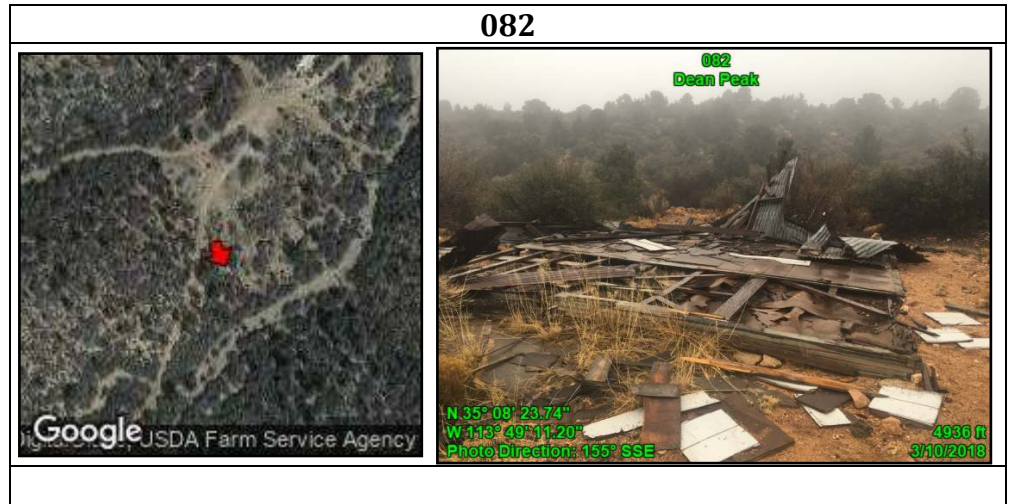 082
082
Dean Peak
N 35° 08' 23.74"
W 113° 49' 11.20"
Photo Direction: 155° SSE
4936 ft
3/10/2018
Google
USDA Farm Service Agency